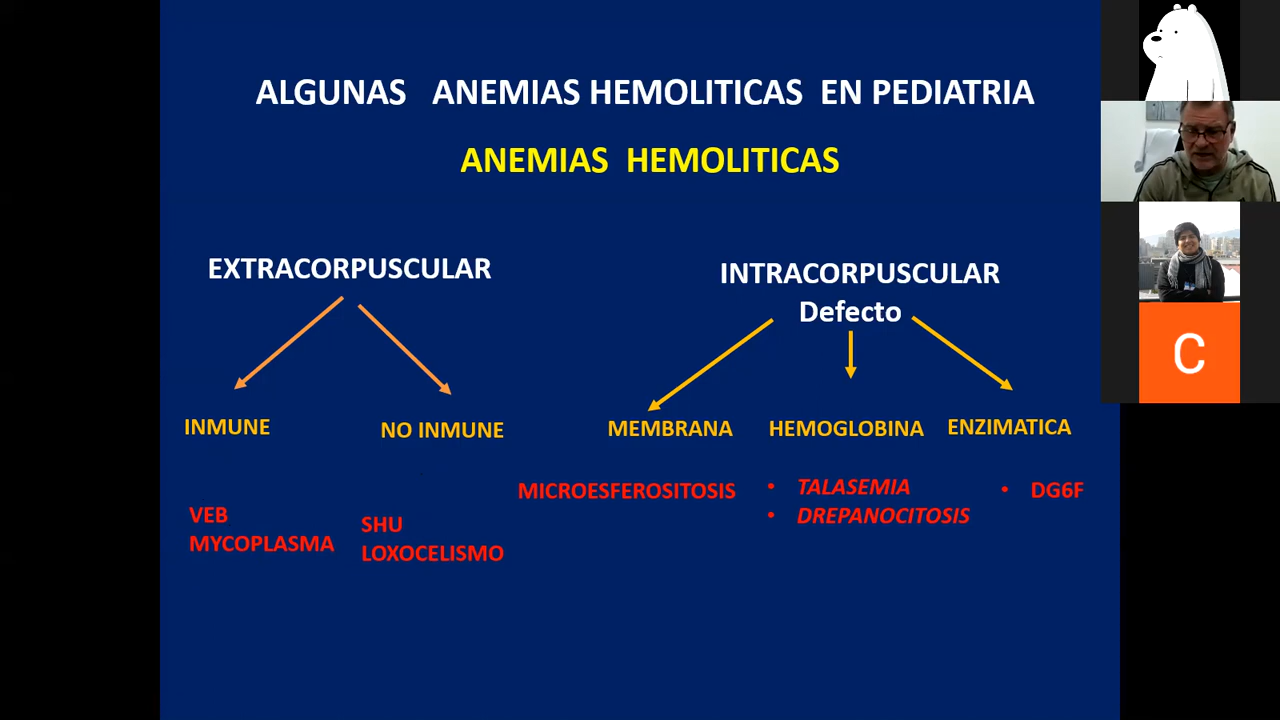 ALGUNAS ANEMIAS HEMOLITICAS EN PEDIATRIA
ANEMIAS HEMOLITICAS
EXTRACORPUSCULAR
INTRACORPUSCULAR
Defecto
INMUNE
NO INMUNE
MEMBRANA
HEMOGLOBINA
ENZIMATICA
VEB
MYCOPLASMA
SHU
LOXOCELISMO
MICROESFEROSITOSIS
• TALASEMIA
• DREPANOCITOSIS
• DG6F
C